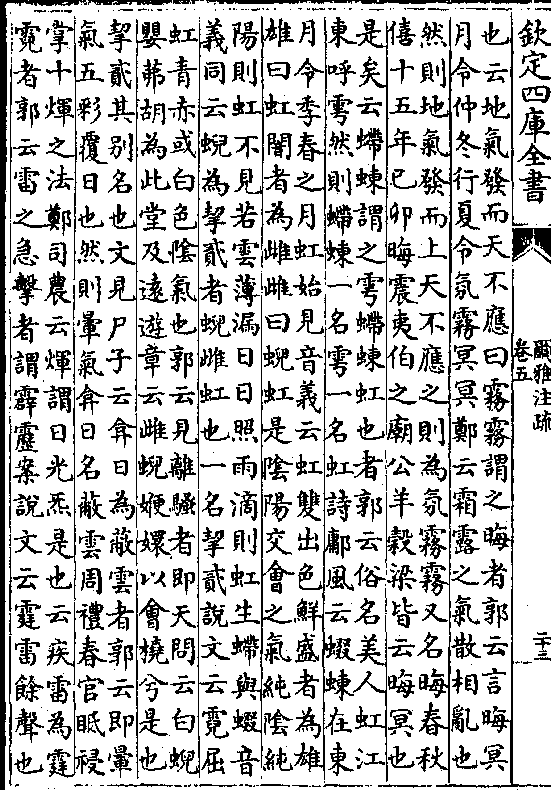 欽定四庫全書
爾雅注疏
卷五
二十三
也云地氣發而天不應曰霧霧謂之晦者郭云言晦冥
月令仲冬行夏令氛霧冥冥鄭云霜露之氣散相亂也
然則地氣發而上天不應之則為氛霧霧又名晦春秋
僖十五年已卯晦震夷伯之廟公羊榖梁皆云晦冥也
是矣云螮蝀謂之雩螮蝀虹也者郭云俗名美人虹江
東呼雩然則螮蝀一名雩一名虹詩鄘風云蝃蝀在東
月令季春之月虹始見音義云虹雙出色鮮盛者為雄
雄曰虹闇者為雌雌曰蜺虹是陰陽交會之氣純陰純
陽則虹不見若雲薄漏日日照雨滴則虹生螮與蝃音
義同云蜺為挈貳者蜺雌虹也一名挈貳說文云霓屈
虹青赤或白色陰氣也郭云見離騷者即天問云白蜺
嬰茀胡為此堂及遠遊章云雌蜺㛹嬛以曾橈兮是也
挈貳其别名也文見尸子云弇日為蔽雲者郭云即暈
氣五彩覆日也然則暈氣弇日名蔽雲周禮春官眂祲
掌十煇之法鄭司農云煇謂日光炁是也云疾雷為霆
霓者郭云雷之急擊者謂霹靂案說文云霆雷餘聲也